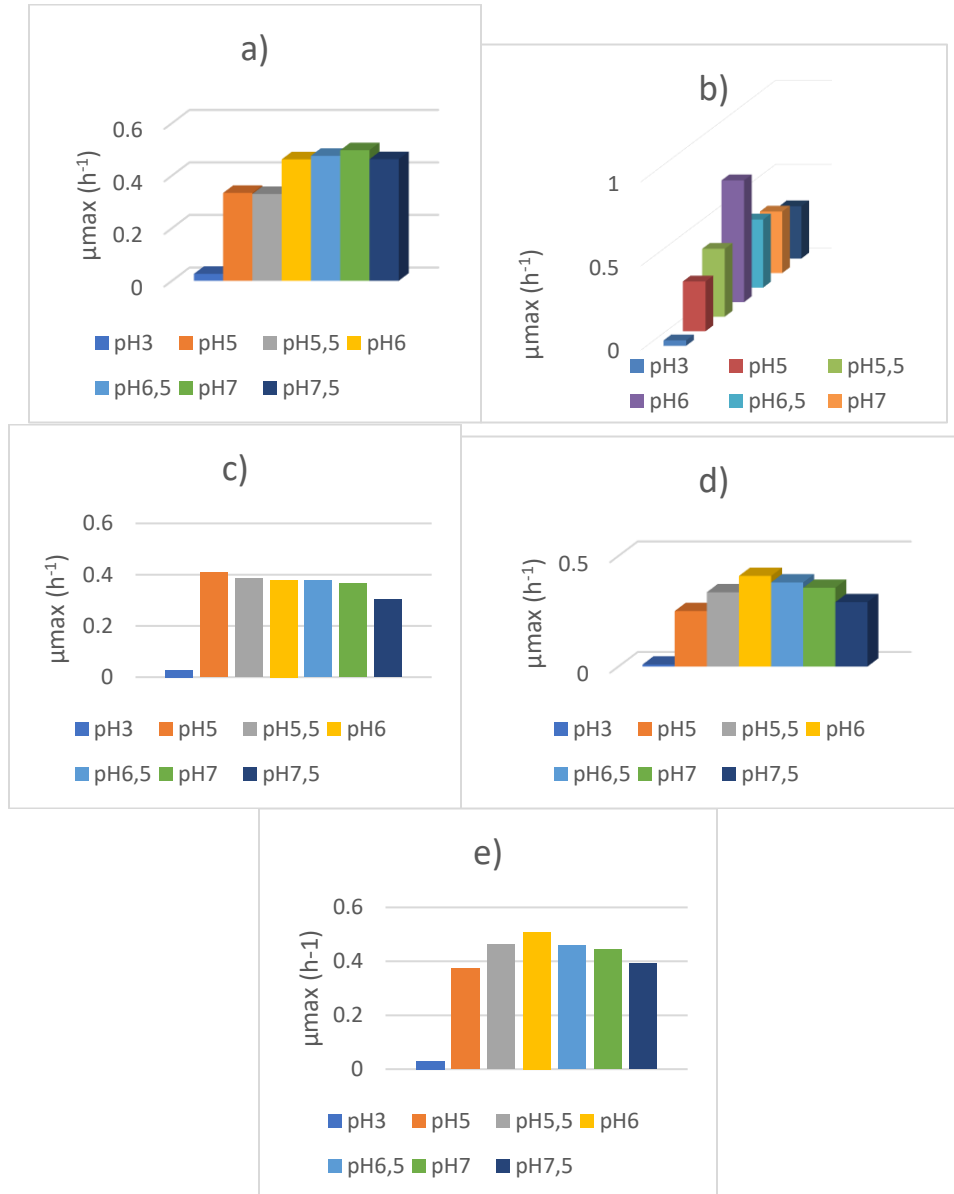 a)
0.6
0.4
0.2
0
µmax (h⁻¹)
pH3 pH5 pH5,5 pH6
pH6,5 pH7 pH7,5
b)
1
0.5
0
µmax (h⁻¹)
pH3 pH5 pH5,5
pH6 pH6,5 pH7
c)
0.6
0.4
0.2
0
µmax (h⁻¹)
pH3 pH5 pH5,5 pH6
pH6,5 pH7 pH7,5
d)
0.5
0
µmax (h⁻¹)
pH3 pH5 pH5,5 pH6
pH6,5 pH7 pH7,5
e)
0.6
0.4
0.2
0
µmax (h-1)
pH3 pH5 pH5,5 pH6
pH6,5 pH7 pH7,5